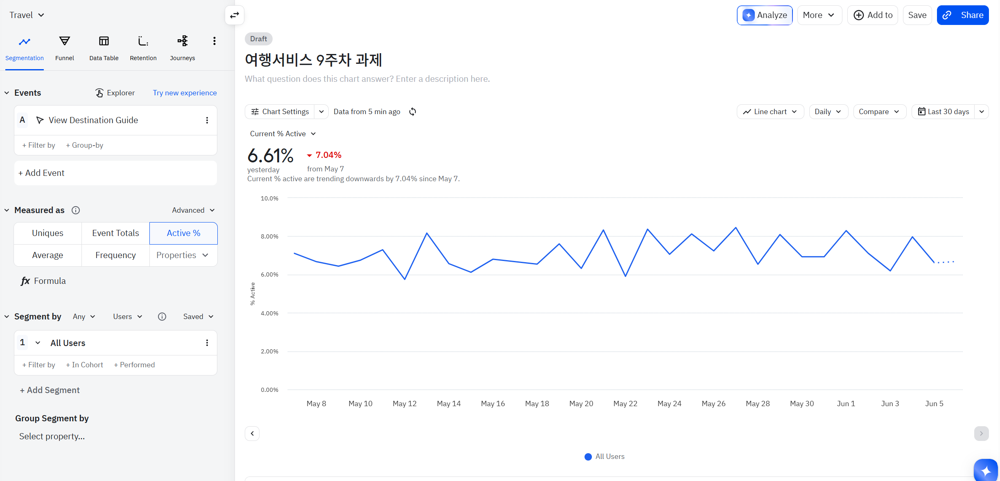 Travel
Analyze
More
Add to
Save
Share
Segmentation
Funnel
Data Table
Retention
Journeys
Events
Explorer
Try new experience
A View Destination Guide
+ Filter by + Group-by
+ Add Event
Measured as
Advanced
Uniques Event Totals Active %
Average Frequency Properties
fx Formula
Segment by Any Users Saved
1 All Users
+ Filter by + In Cohort + Performed
+ Add Segment
Group Segment by
Select property...
Draft
여행서비스 9주차 과제
What question does this chart answer? Enter a description here.
Chart Settings
Data from 5 min ago
Line chart
Daily
Compare
Last 30 days
Current % Active
6.61% 7.04%
yesterday from May 7
Current % active are trending downwards by 7.04% since May 7.
10.0%
8.00%
6.00%
4.00%
2.00%
0.00%
% Active
May 8 May 10 May 12 May 14 May 16 May 18 May 20 May 22 May 24 May 26 May 28 May 30 Jun 1 Jun 3 Jun 5
All Users